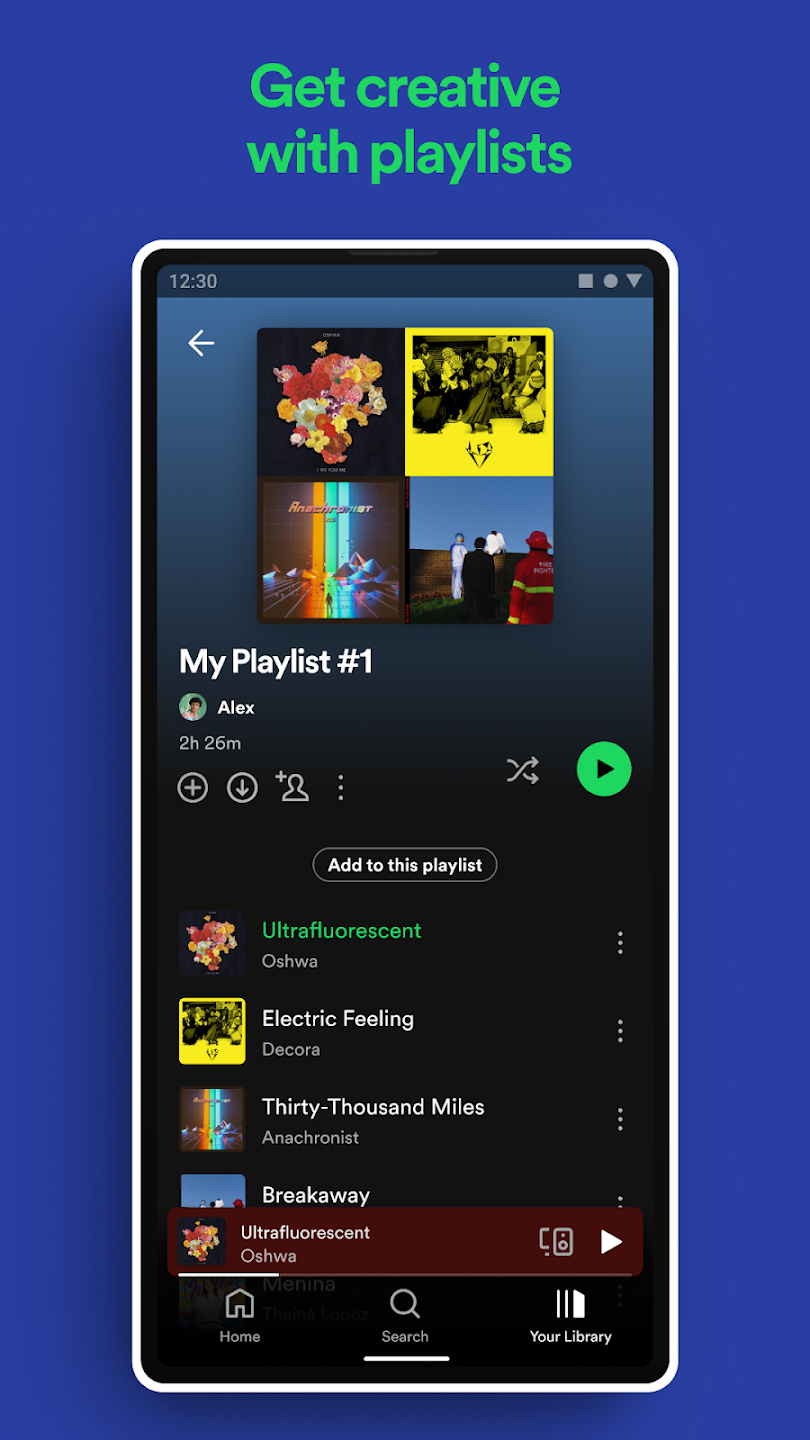 Get creative
with playlists
12:30
OSHWA
I WE YOU ME
Anachronist
FIRE
FIGHTER
My Playlist #1
Alex
2h 26m
Add to this playlist
Ultrafluorescent
Oshwa
Electric Feeling
Decora
Thirty-Thousand Miles
Anachronist
Breakaway
Ultrafluorescent
Oshwa
Menina
Thainá Lopez
Home
Search
Your Library